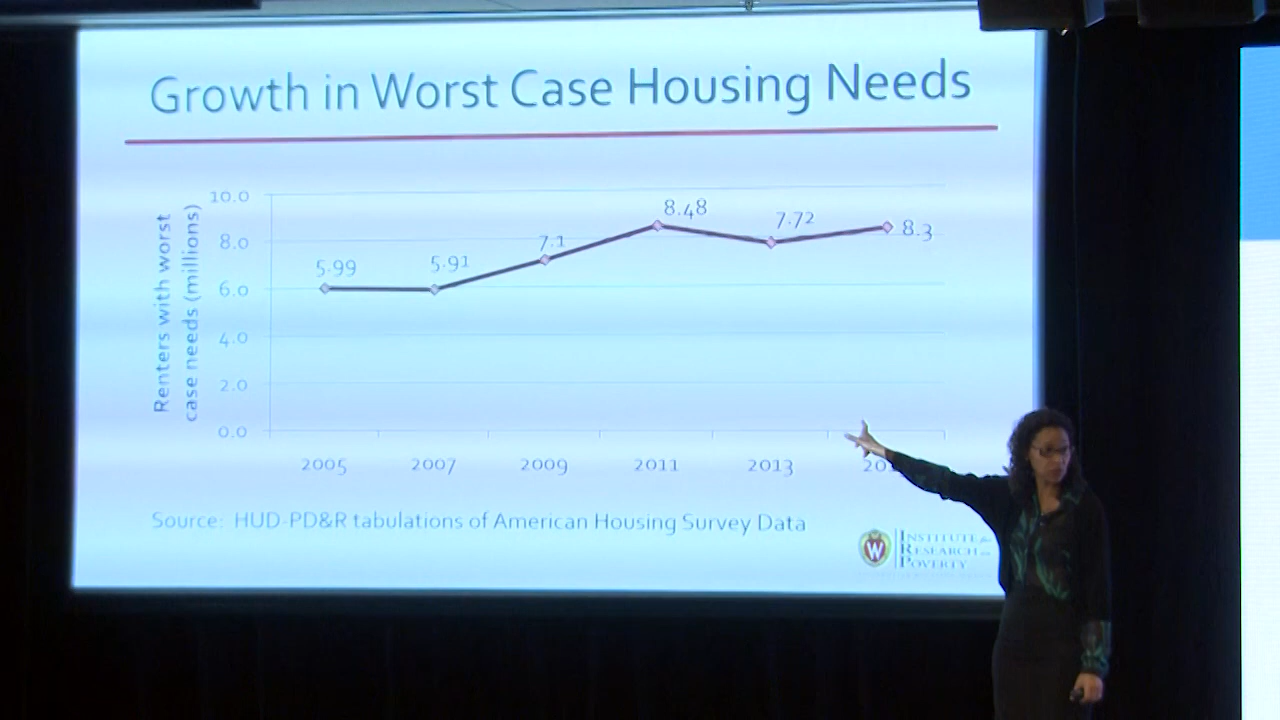 Growth in Worst Case Housing Needs
Renters with worst
case needs (millions)
10.0
8.0
6.0
4.0
2.0
0.0
5.99
5.91
7.1
8.48
7.72
8.3
2005
2007
2009
2011
2013
Source: HUD-PD&R tabulations of American Housing Survey Data
W
INSTITUTE for
RESEARCH on
POVERTY